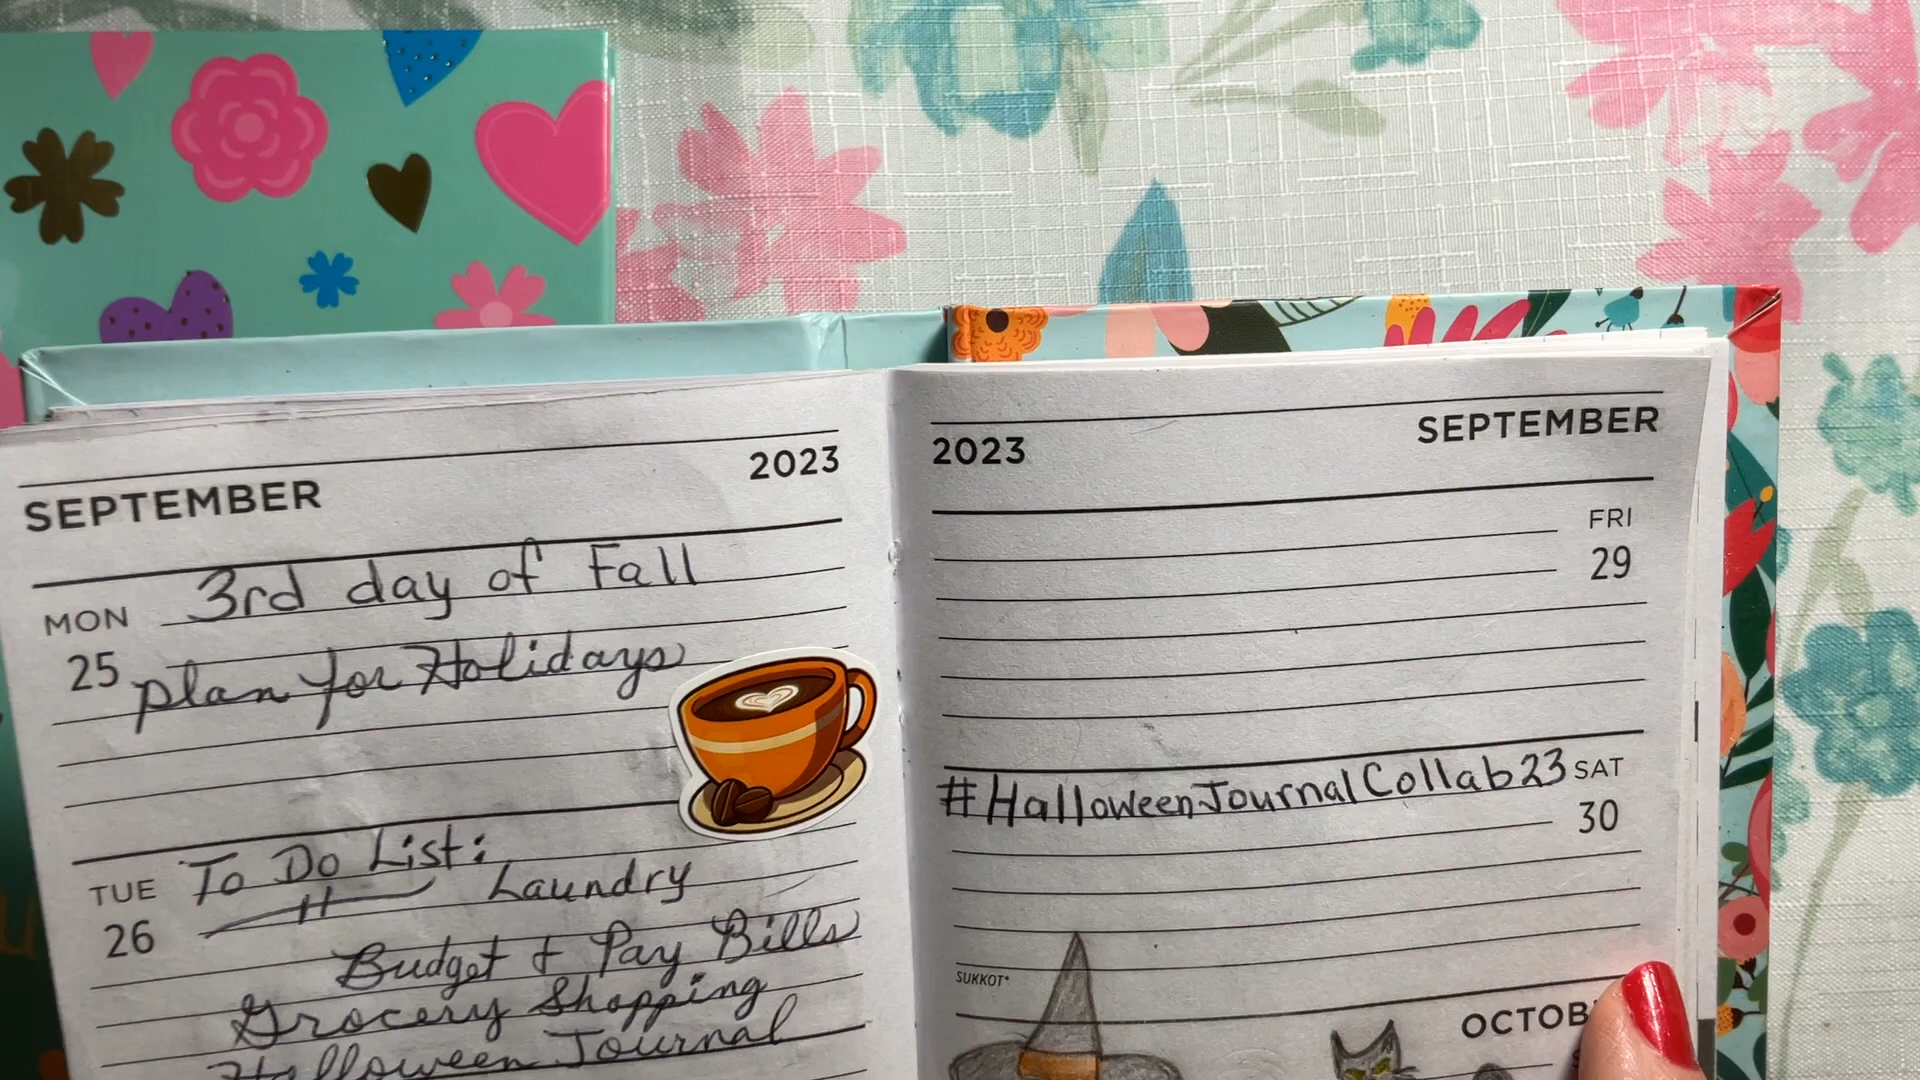 2023
SEPTEMBER
MON 3rd day of Fall
25 plan for Holidays
TUE To Do List:
26 Laundry
Budget + Pay Bills
Grocery Shopping
Halloween Journal
2023 SEPTEMBER
FRI
29
#HalloweenJournalCollab23 SAT
30
SUKKOT*